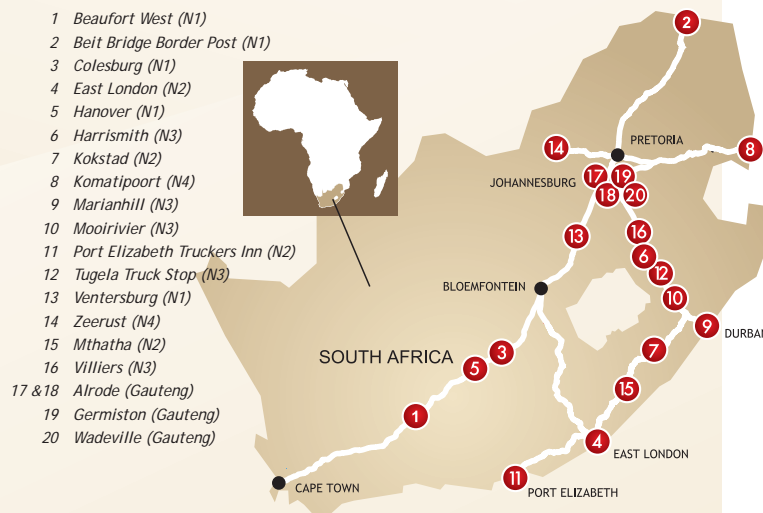 1 Beaufort West (N1)
2 Beit Bridge Border Post (N1)
3 Colesburg (N1)
4 East London (N2)
5 Hanover (N1)
6 Harrismith (N3)
7 Kokstad (N2)
8 Komatipoort (N4)
9 Marianhill (N3)
10 Mooirivier (N3)
11 Port Elizabeth Truckers Inn (N2)
12 Tugela Truck Stop (N3)
13 Ventersburg (N1)
14 Zeerust (N4)
15 Mthatha (N2)
16 Villiers (N3)
17 &18 Alrode (Gauteng)
19 Germiston (Gauteng)
20 Wadeville (Gauteng)
2
PRETORIA
14
8
JOHANNESBURG
17
19
18
20
16
13
6
12
BLOEMFONTEIN
10
9
DURBAN
7
3
SOUTH AFRICA
5
15
1
4
EAST LONDON
11
CAPE TOWN
PORT ELIZABETH